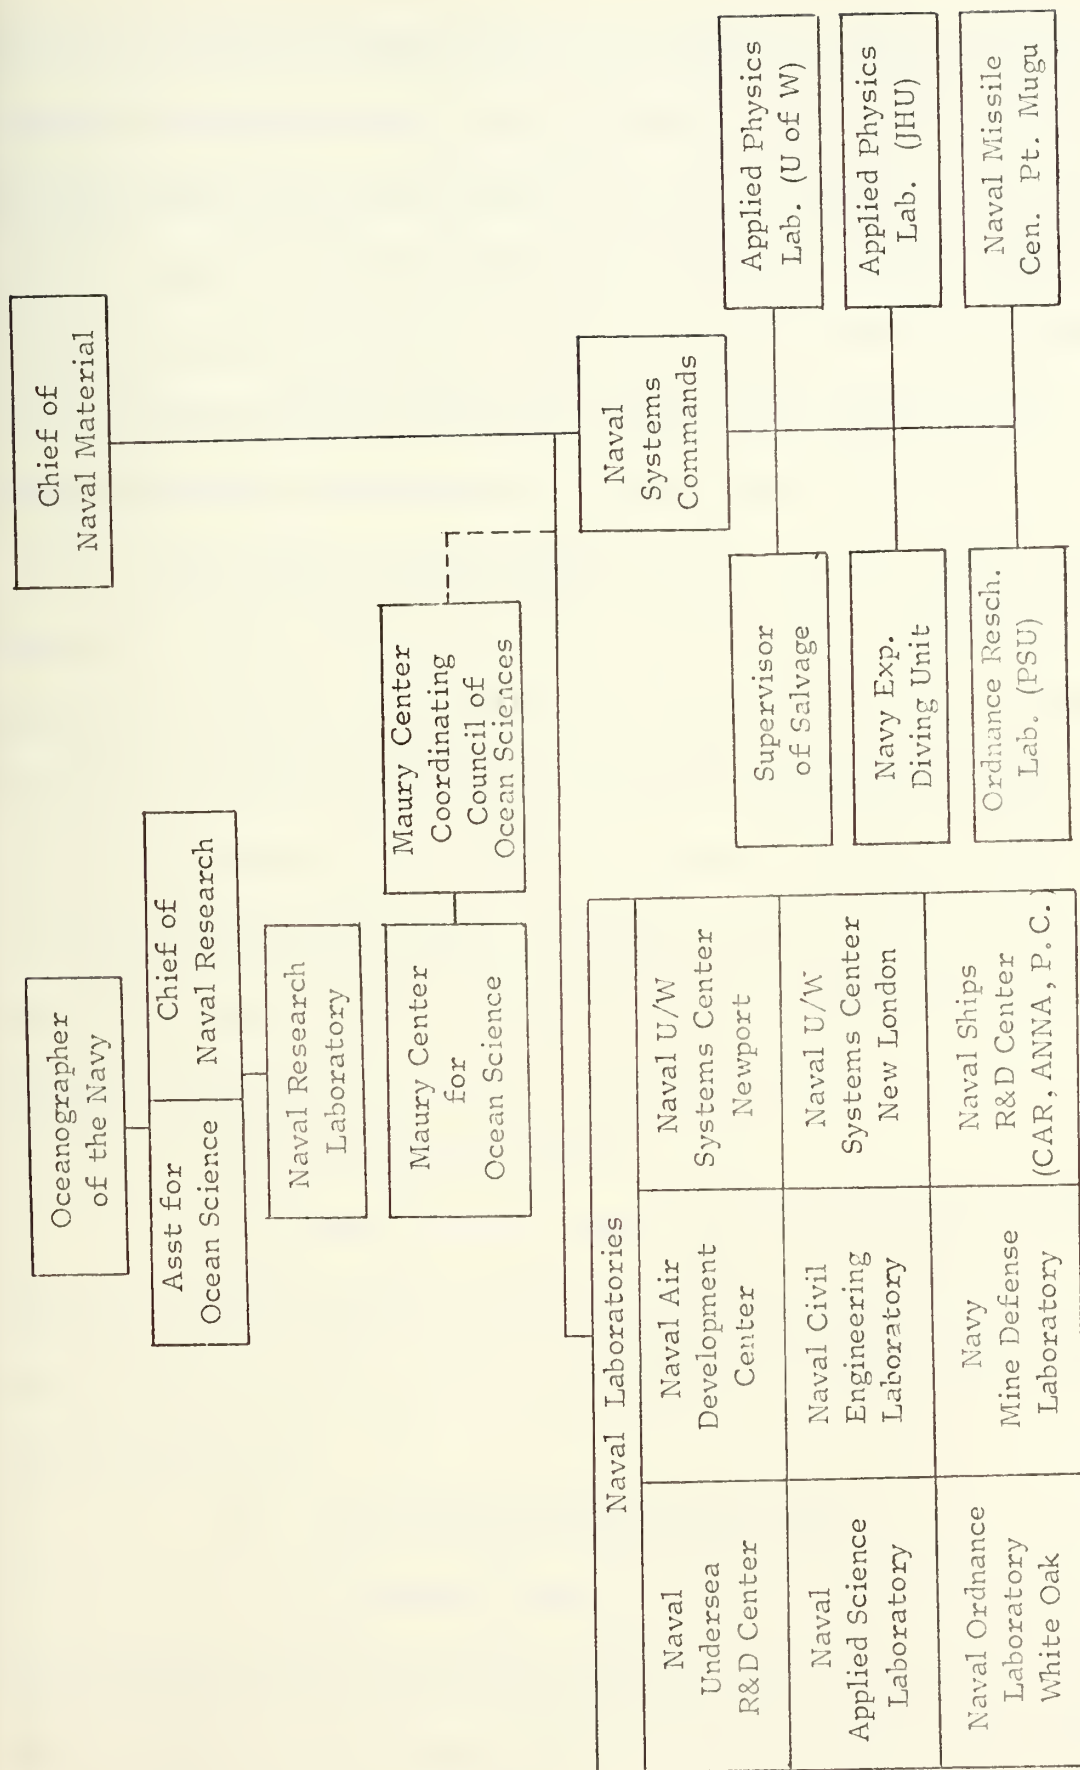 Oceanographer
of the Navy
Asst for
Ocean Science
Chief of
Naval Research
Naval Research
Laboratory
Maury Center
for
Ocean Science
Maury Center
Coordinating
Council of
Ocean Sciences
Chief of
Naval Material
Naval
Systems
Commands
Naval Laboratories
Naval
Undersea
R&D Center
Naval Air
Development
Center
Naval U/W
Systems Center
Newport
Naval
Applied Science
Laboratory
Naval Civil
Engineering
Laboratory
Naval U/W
Systems Center
New London
Naval Ordnance
Laboratory
White Oak
Navy
Mine Defense
Laboratory
Naval Ships
R&D Center
(CAR, ANNA, P.C.)
Supervisor
of Salvage
Applied Physics
Lab. (U of W)
Navy Exp.
Diving Unit
Applied Physics
Lab. (JHU)
Ordnance Resch.
Lab. (PSU)
Naval Missile
Cen. Pt. Mugu